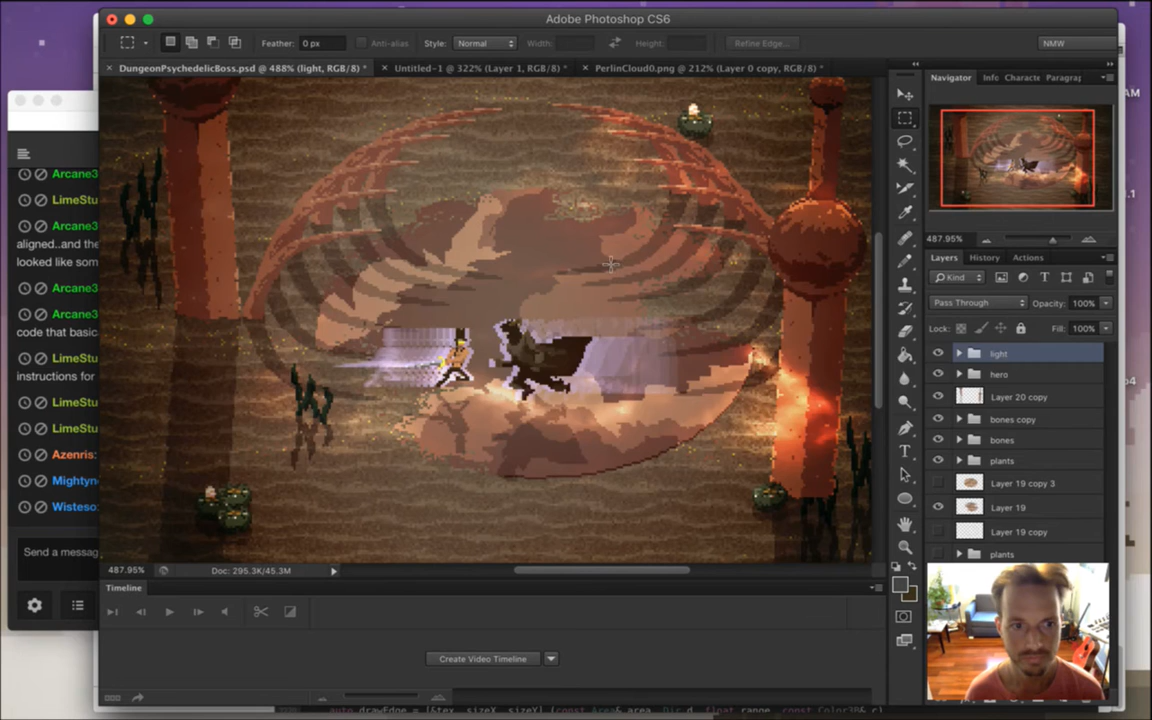 Adobe Photoshop CS6
Feather: 0 px
Anti-alias
Style: Normal
Width:
Height:
Refine Edge...
NMW
DungeonPsychedelicBoss.psd @ 488% (light, RGB/8) *
Untitled-1 @ 322% (Layer 1, RGB/8) *
PerlinCloud0.png @ 212% (Layer 0 copy, RGB/8) *
Navigator
Info
Characte
Paragra
AM
Arcane3
LimeStu
Arcane3
aligned..and the
looked like som
Arcane3
Arcane3
code that basic
LimeStu
instructions for
LimeStu
LimeStu
Azenris:
Mightyn
Wisteso
Send a messag
487.95%
Layers
History
Actions
Kind
Pass Through
Opacity: 100%
Lock:
Fill: 100%
light
hero
Layer 20 copy
bones copy
bones
plants
Layer 19 copy 3
Layer 19
Layer 19 copy
plants
487.95%
Doc: 295.3K/45.3M
Timeline
Create Video Timeline